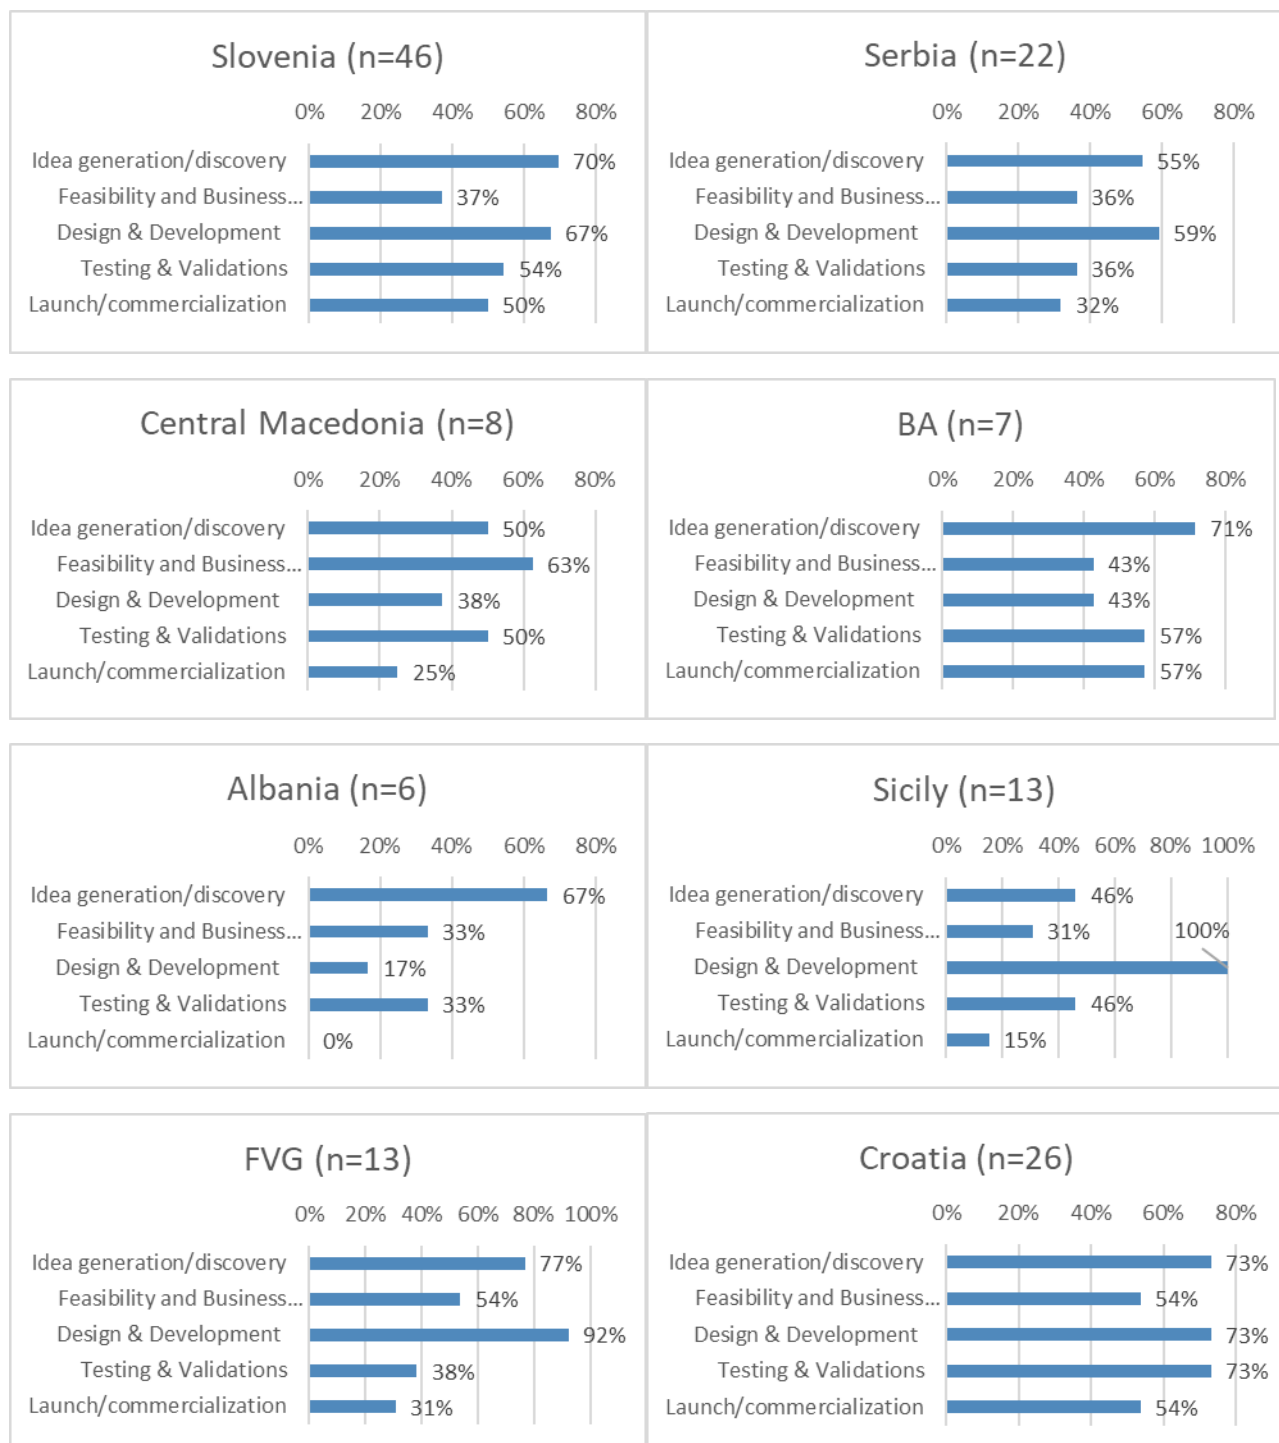 Slovenia (n=46)
0% 20% 40% 60% 80%
Idea generation/discovery 70%
Feasibility and Business... 37%
Design & Development 67%
Testing & Validations 54%
Launch/commercialization 50%
Serbia (n=22)
0% 20% 40% 60% 80%
Idea generation/discovery 55%
Feasibility and Business... 36%
Design & Development 59%
Testing & Validations 36%
Launch/commercialization 32%
Central Macedonia (n=8)
0% 20% 40% 60% 80%
Idea generation/discovery 50%
Feasibility and Business... 63%
Design & Development 38%
Testing & Validations 50%
Launch/commercialization 25%
BA (n=7)
0% 20% 40% 60% 80%
Idea generation/discovery 71%
Feasibility and Business... 43%
Design & Development 43%
Testing & Validations 57%
Launch/commercialization 57%
Albania (n=6)
0% 20% 40% 60% 80%
Idea generation/discovery 67%
Feasibility and Business... 33%
Design & Development 17%
Testing & Validations 33%
Launch/commercialization 0%
Sicily (n=13)
0% 20% 40% 60% 80% 100%
Idea generation/discovery 46%
Feasibility and Business... 31%
Design & Development 100%
Testing & Validations 46%
Launch/commercialization 15%
FVG (n=13)
0% 20% 40% 60% 80% 100%
Idea generation/discovery 77%
Feasibility and Business... 54%
Design & Development 92%
Testing & Validations 38%
Launch/commercialization 31%
Croatia (n=26)
0% 20% 40% 60% 80%
Idea generation/discovery 73%
Feasibility and Business... 54%
Design & Development 73%
Testing & Validations 73%
Launch/commercialization 54%